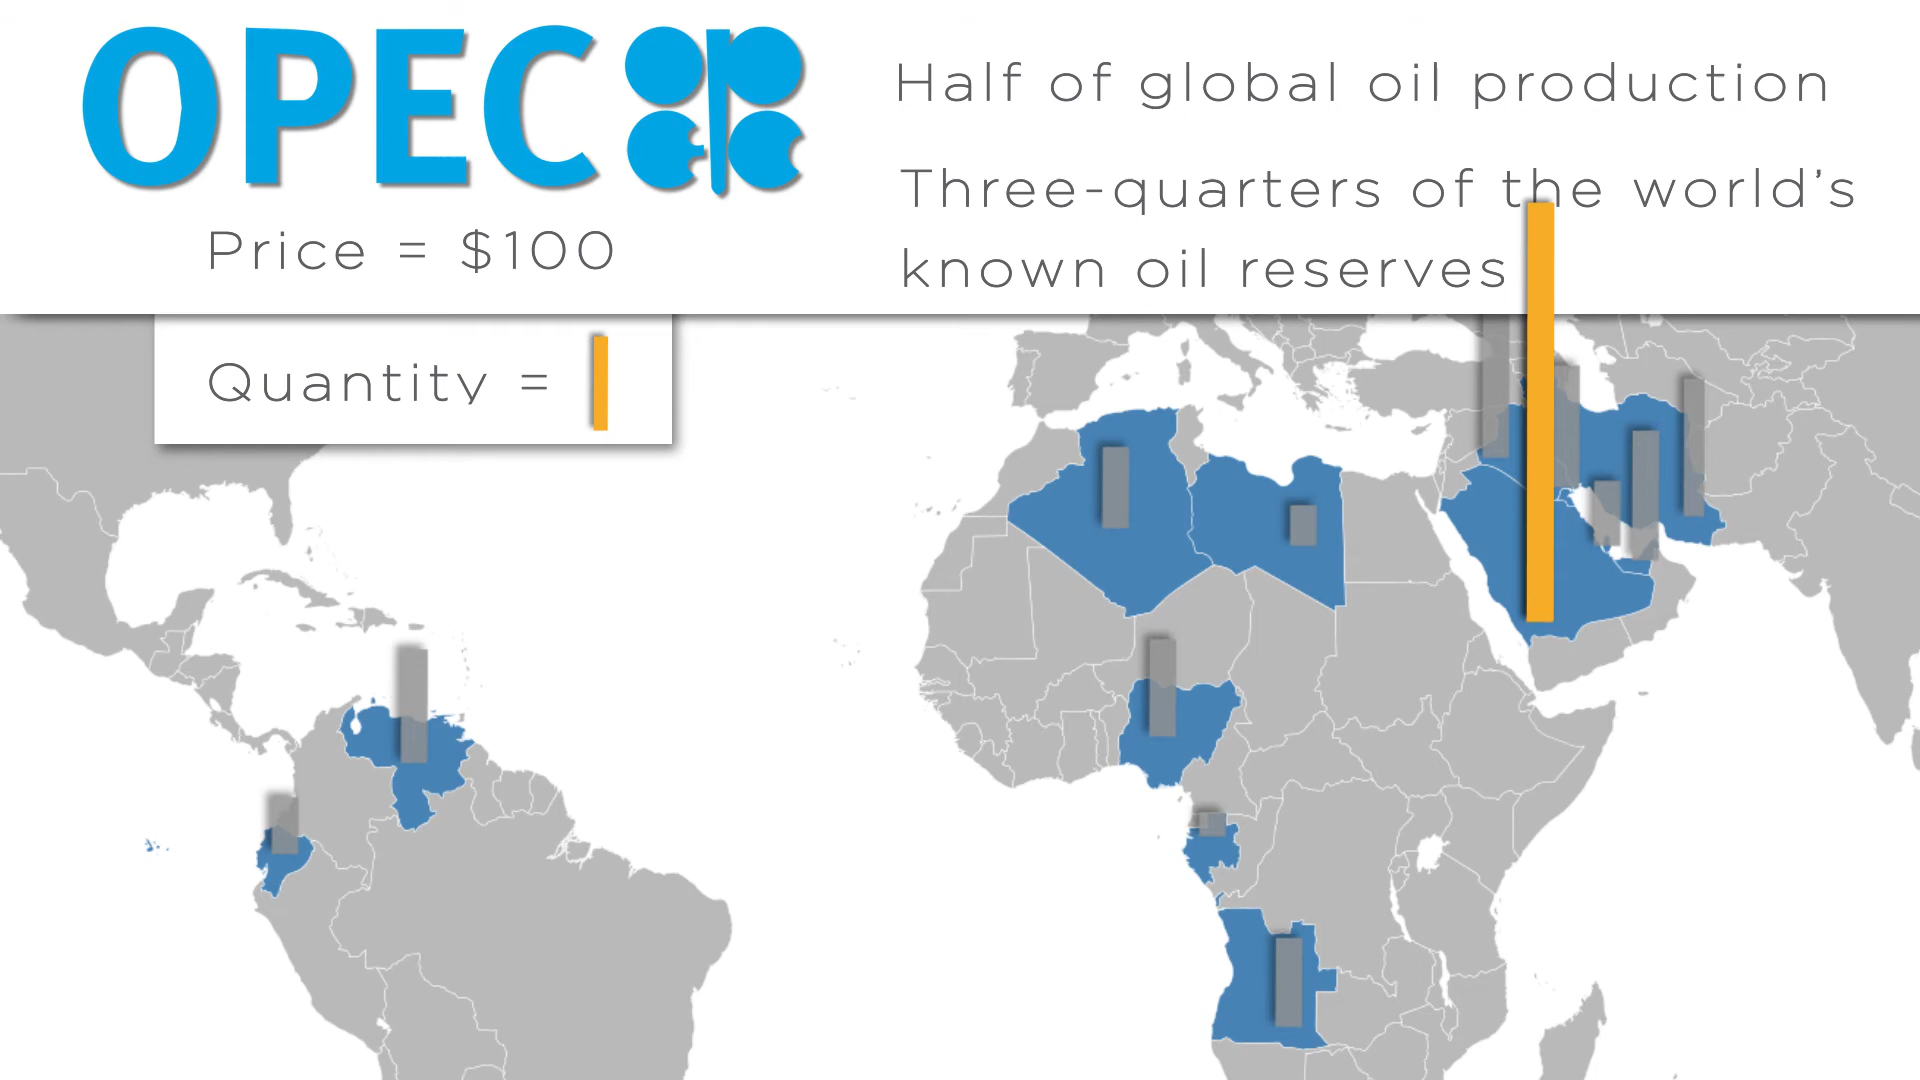 OPEC
Price = $100
Quantity =
Half of global oil production
Three-quarters of the world’s
known oil reserves